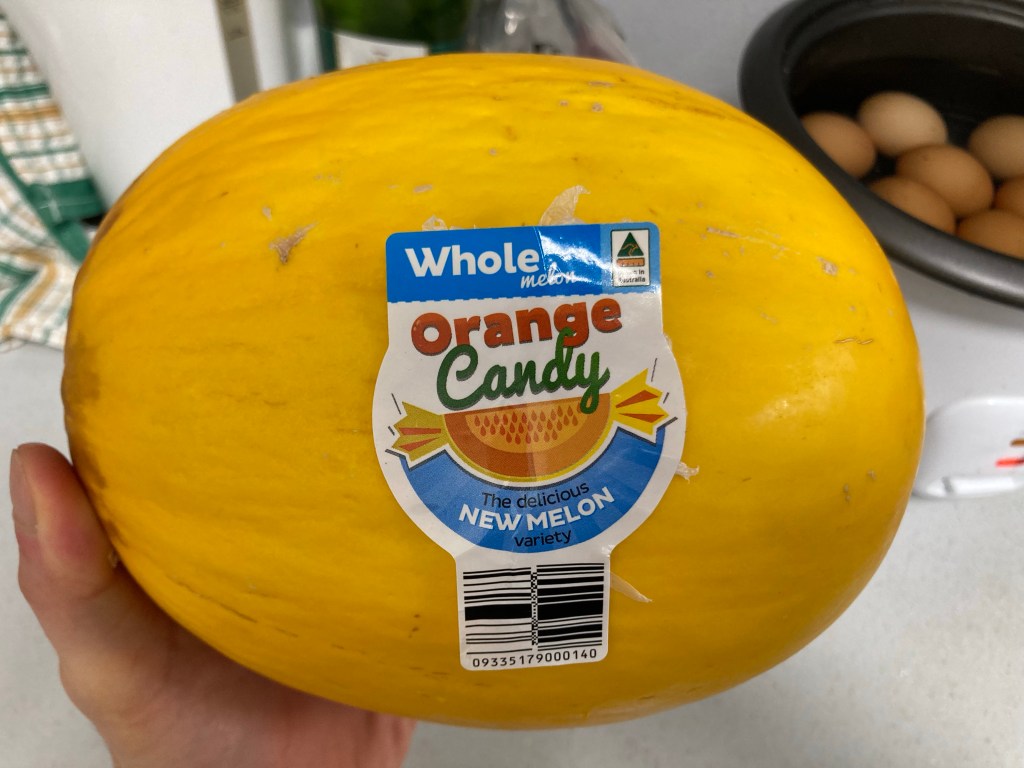 Whole
melon
Orange
Candy
The delicious
NEW MELON
variety
09335179000140